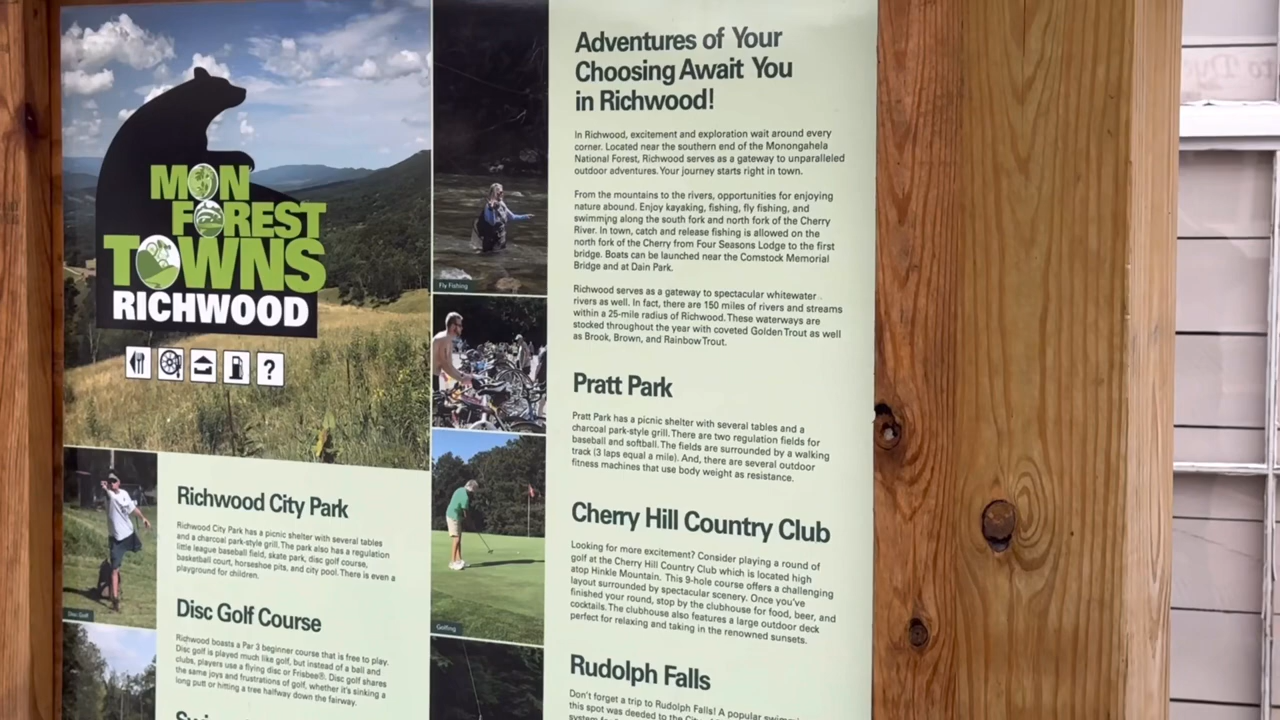 MON
FOREST
TOWNS
RICHWOOD
?
Richwood City Park
Richwood City Park has a picnic shelter with several tables
and a charcoal park-style grill. The park also has a regulation
little league baseball field, skate park, disc golf course,
basketball court, horseshoe pits, and city pool. There is even a
playground for children.
Disc Golf
Disc Golf Course
Richwood boasts a Par 3 beginner course that is free to play.
Disc golf is played much like golf, but instead of a ball and
clubs, players use a flying disc or Frisbee®. Disc golf shares
the same joys and frustrations of golf, whether it's sinking a
long putt or hitting a tree halfway down the fairway.
Fly Fishing
Golfing
Adventures of Your
Choosing Await You
in Richwood!
In Richwood, excitement and exploration wait around every
corner. Located near the southern end of the Monongahela
National Forest, Richwood serves as a gateway to unparalleled
outdoor adventures. Your journey starts right in town.
From the mountains to the rivers, opportunities for enjoying
nature abound. Enjoy kayaking, fishing, fly fishing, and
swimming along the south fork and north fork of the Cherry
River. In town, catch and release fishing is allowed on the
north fork of the Cherry from Four Seasons Lodge to the first
bridge. Boats can be launched near the Comstock Memorial
Bridge and at Dain Park.
Richwood serves as a gateway to spectacular whitewater
rivers as well. In fact, there are 150 miles of rivers and streams
within a 25-mile radius of Richwood. These waterways are
stocked throughout the year with coveted Golden Trout as well
as Brook, Brown, and Rainbow Trout.
Pratt Park
Pratt Park has a picnic shelter with several tables and a
charcoal park-style grill. There are two regulation fields for
baseball and softball. The fields are surrounded by a walking
track (3 laps equal a mile). And, there are several outdoor
fitness machines that use body weight as resistance.
Cherry Hill Country Club
Looking for more excitement? Consider playing a round of
golf at the Cherry Hill Country Club which is located high
atop Hinkle Mountain. This 9-hole course offers a challenging
layout surrounded by spectacular scenery. Once you've
finished your round, stop by the clubhouse for food, beer, and
cocktails. The clubhouse also features a large outdoor deck
perfect for relaxing and taking in the renowned sunsets.
Rudolph Falls
Don't forget a trip to Rudolph Falls! A popular
this spot was deeded to the